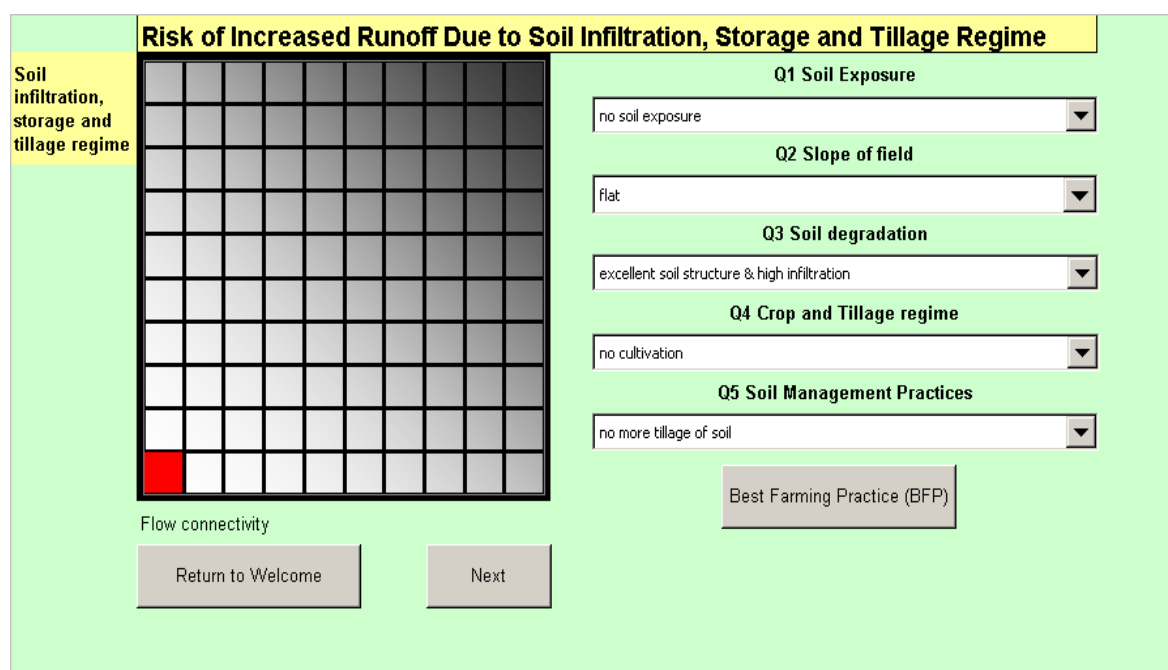 Risk of Increased Runoff Due to Soil Infiltration, Storage and Tillage Regime
Soil
infiltration,
storage and
tillage regime
Q1 Soil Exposure
no soil exposure
Q2 Slope of field
flat
Q3 Soil degradation
excellent soil structure & high infiltration
Q4 Crop and Tillage regime
no cultivation
Q5 Soil Management Practices
no more tillage of soil
Best Farming Practice (BFP)
Flow connectivity
Return to Welcome
Next